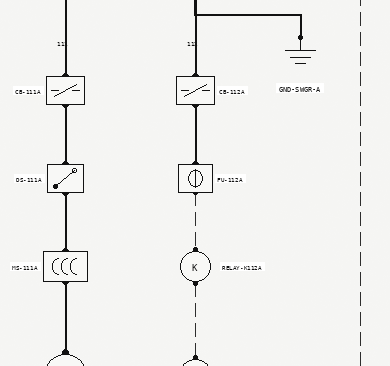 11
11
CB-111A
CB-112A
GND-SWGR-A
DS-111A
FU-112A
MS-111A
K
RELAY-K112A